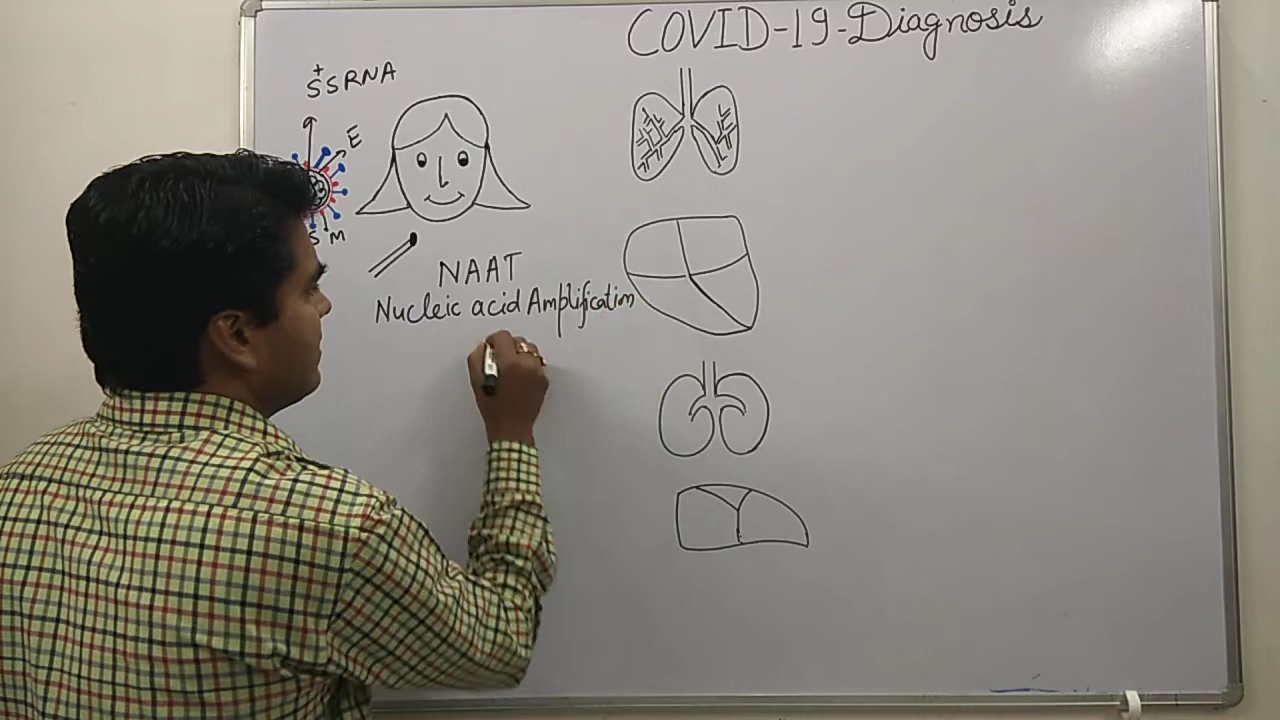 COVID-19-Diagnosis
+
SSRNA
E
S M
NAAT
Nucleic acid Amplification